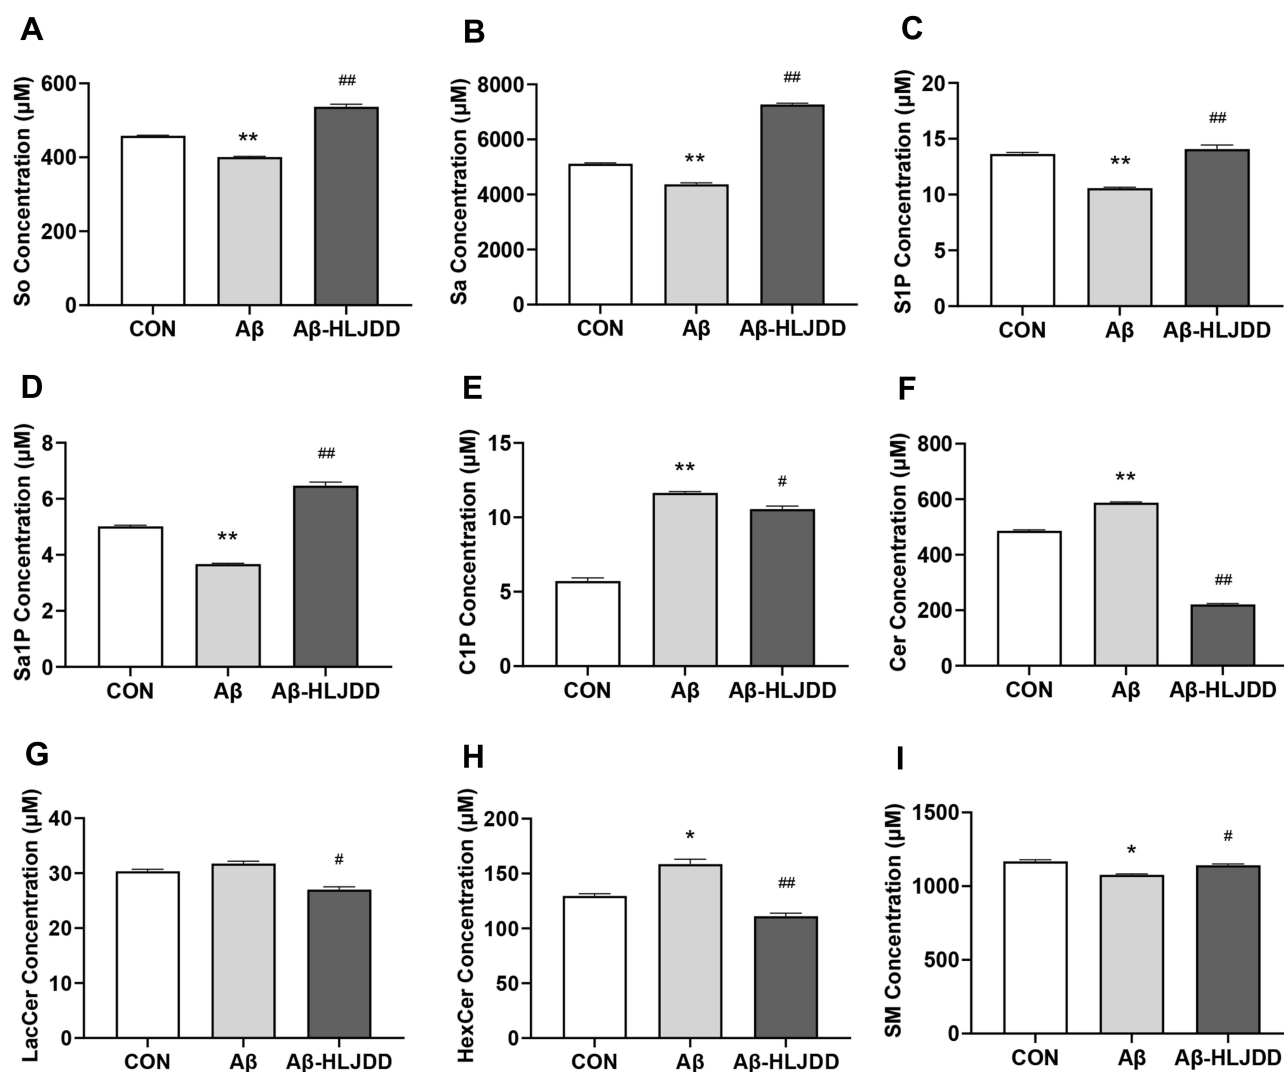 A
So Concentration (µM)
600
400
200
0
**
##
CON Aβ Aβ-HLJDD
B
Sa Concentration (µM)
8000
6000
4000
2000
0
**
##
CON Aβ Aβ-HLJDD
C
S1P Concentration (µM)
20
15
10
5
0
**
##
CON Aβ Aβ-HLJDD
D
Sa1P Concentration (µM)
8
6
4
2
0
**
##
CON Aβ Aβ-HLJDD
E
C1P Concentration (µM)
15
10
5
0
**
#
CON Aβ Aβ-HLJDD
F
Cer Concentration (µM)
800
600
400
200
0
**
##
CON Aβ Aβ-HLJDD
G
LacCer Concentration (µM)
40
30
20
10
0
#
CON Aβ Aβ-HLJDD
H
HexCer Concentration (µM)
200
150
100
50
0
*
##
CON Aβ Aβ-HLJDD
I
SM Concentration (µM)
1500
1000
500
0
*
#
CON Aβ Aβ-HLJDD